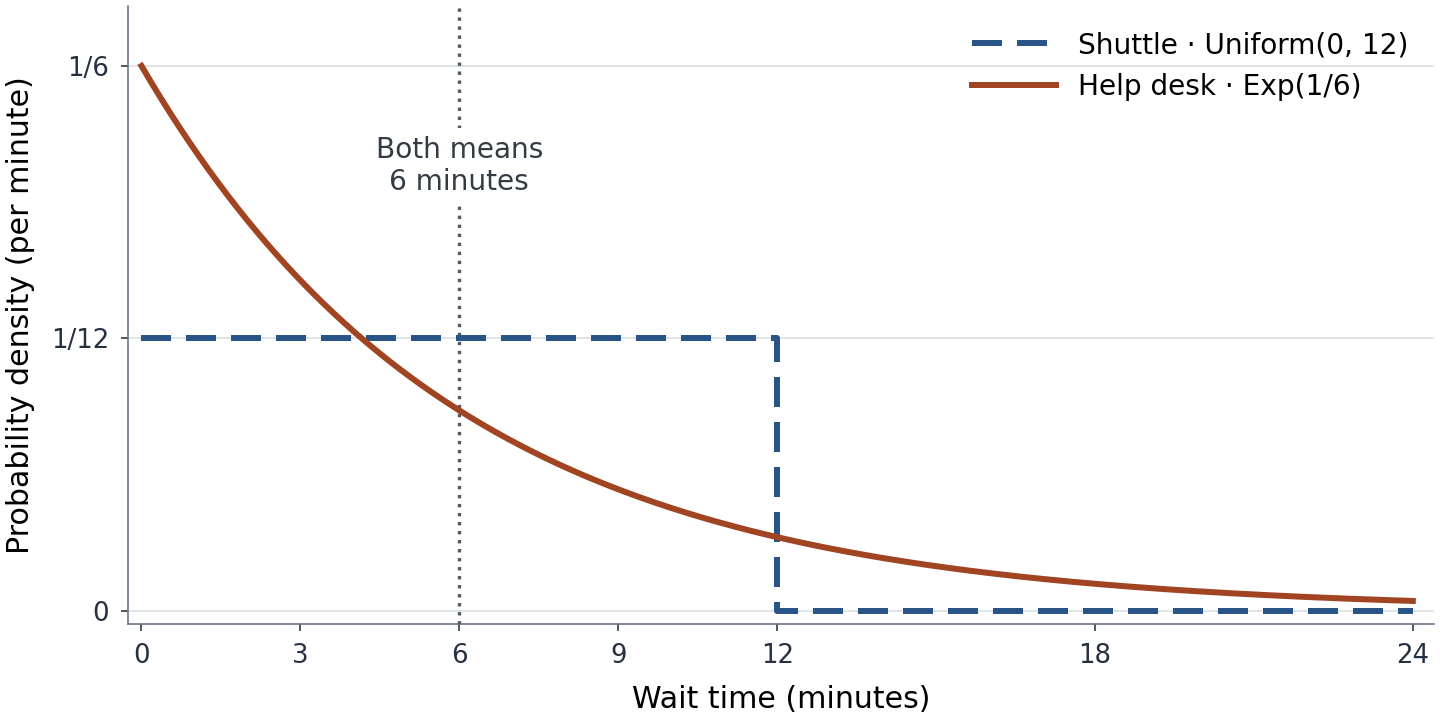 Shuttle · Uniform(0, 12)
Help desk · Exp(1/6)
Both means
6 minutes
Probability density (per minute)
1/6
1/12
0
0 3 6 9 12 18 24
Wait time (minutes)